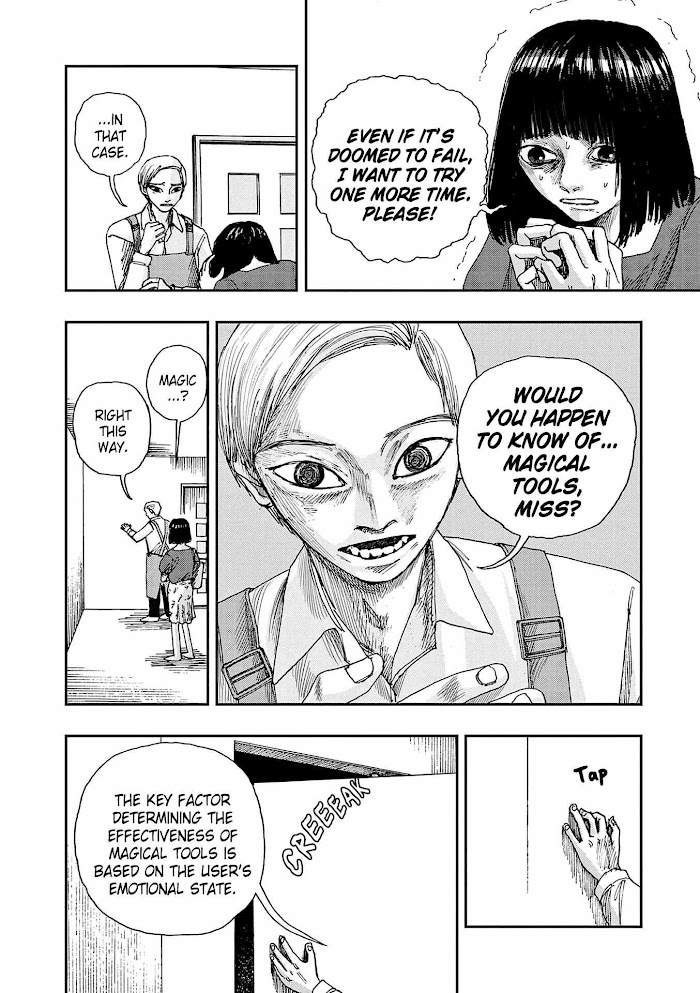 EVEN IF IT'S
DOOMED TO FAIL,
I WANT TO TRY
ONE MORE TIME.
PLEASE!
...IN
THAT
CASE.
WOULD
YOU HAPPEN
TO KNOW OF...
MAGICAL
TOOLS,
MISS?
MAGIC
...?
RIGHT
THIS
WAY.
Tap
CREEEAK
THE KEY FACTOR
DETERMINING THE
EFFECTIVENESS OF
MAGICAL TOOLS IS
BASED ON THE USER'S
EMOTIONAL STATE.